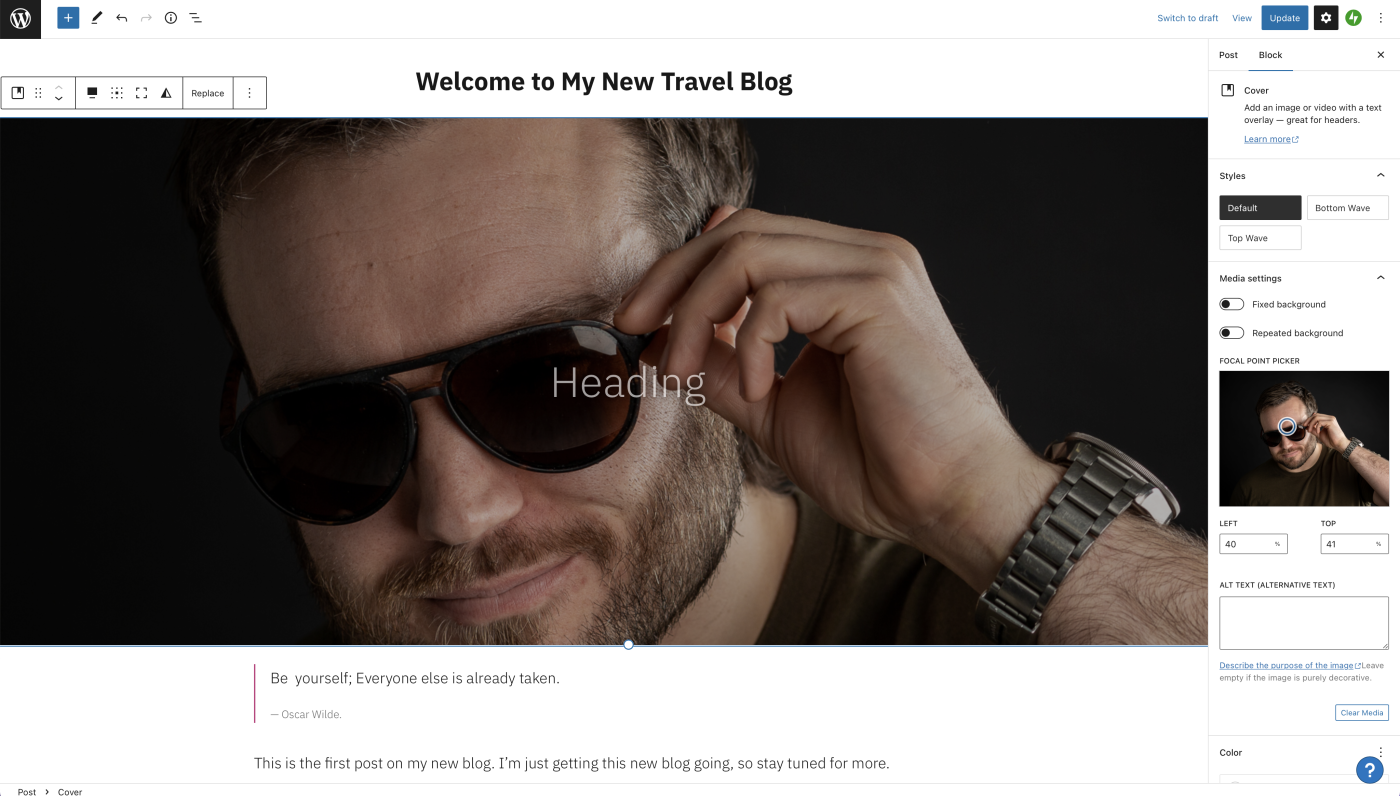 Switch to draft View Update
Post Block
Welcome to My New Travel Blog
Replace
Cover
Add an image or video with a text
overlay — great for headers.
Learn more
Styles
Default Bottom Wave
Top Wave
Media settings
Fixed background
Repeated background
FOCAL POINT PICKER
Heading
LEFT TOP
40 % 41 %
ALT TEXT (ALTERNATIVE TEXT)
Describe the purpose of the image Leave
empty if the image is purely decorative.
Clear Media
Be  yourself; Everyone else is already taken.
— Oscar Wilde.
This is the first post on my new blog. I’m just getting this new blog going, so stay tuned for more.
Color
?
Post > Cover